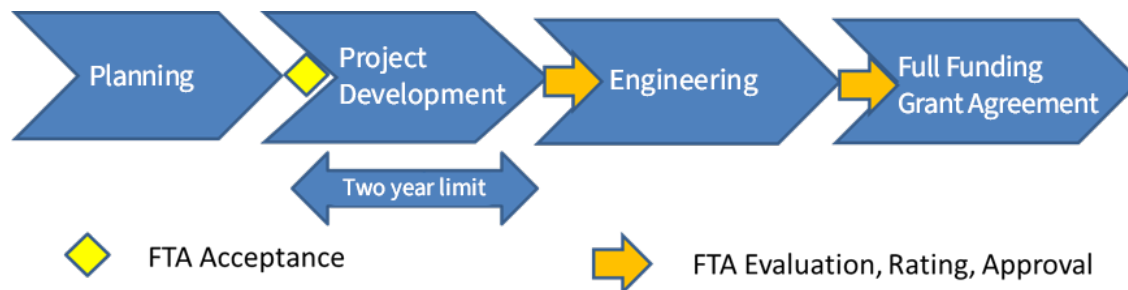 Planning
Project
Development
Engineering
Full Funding
Grant Agreement
Two year limit
FTA Acceptance
FTA Evaluation, Rating, Approval